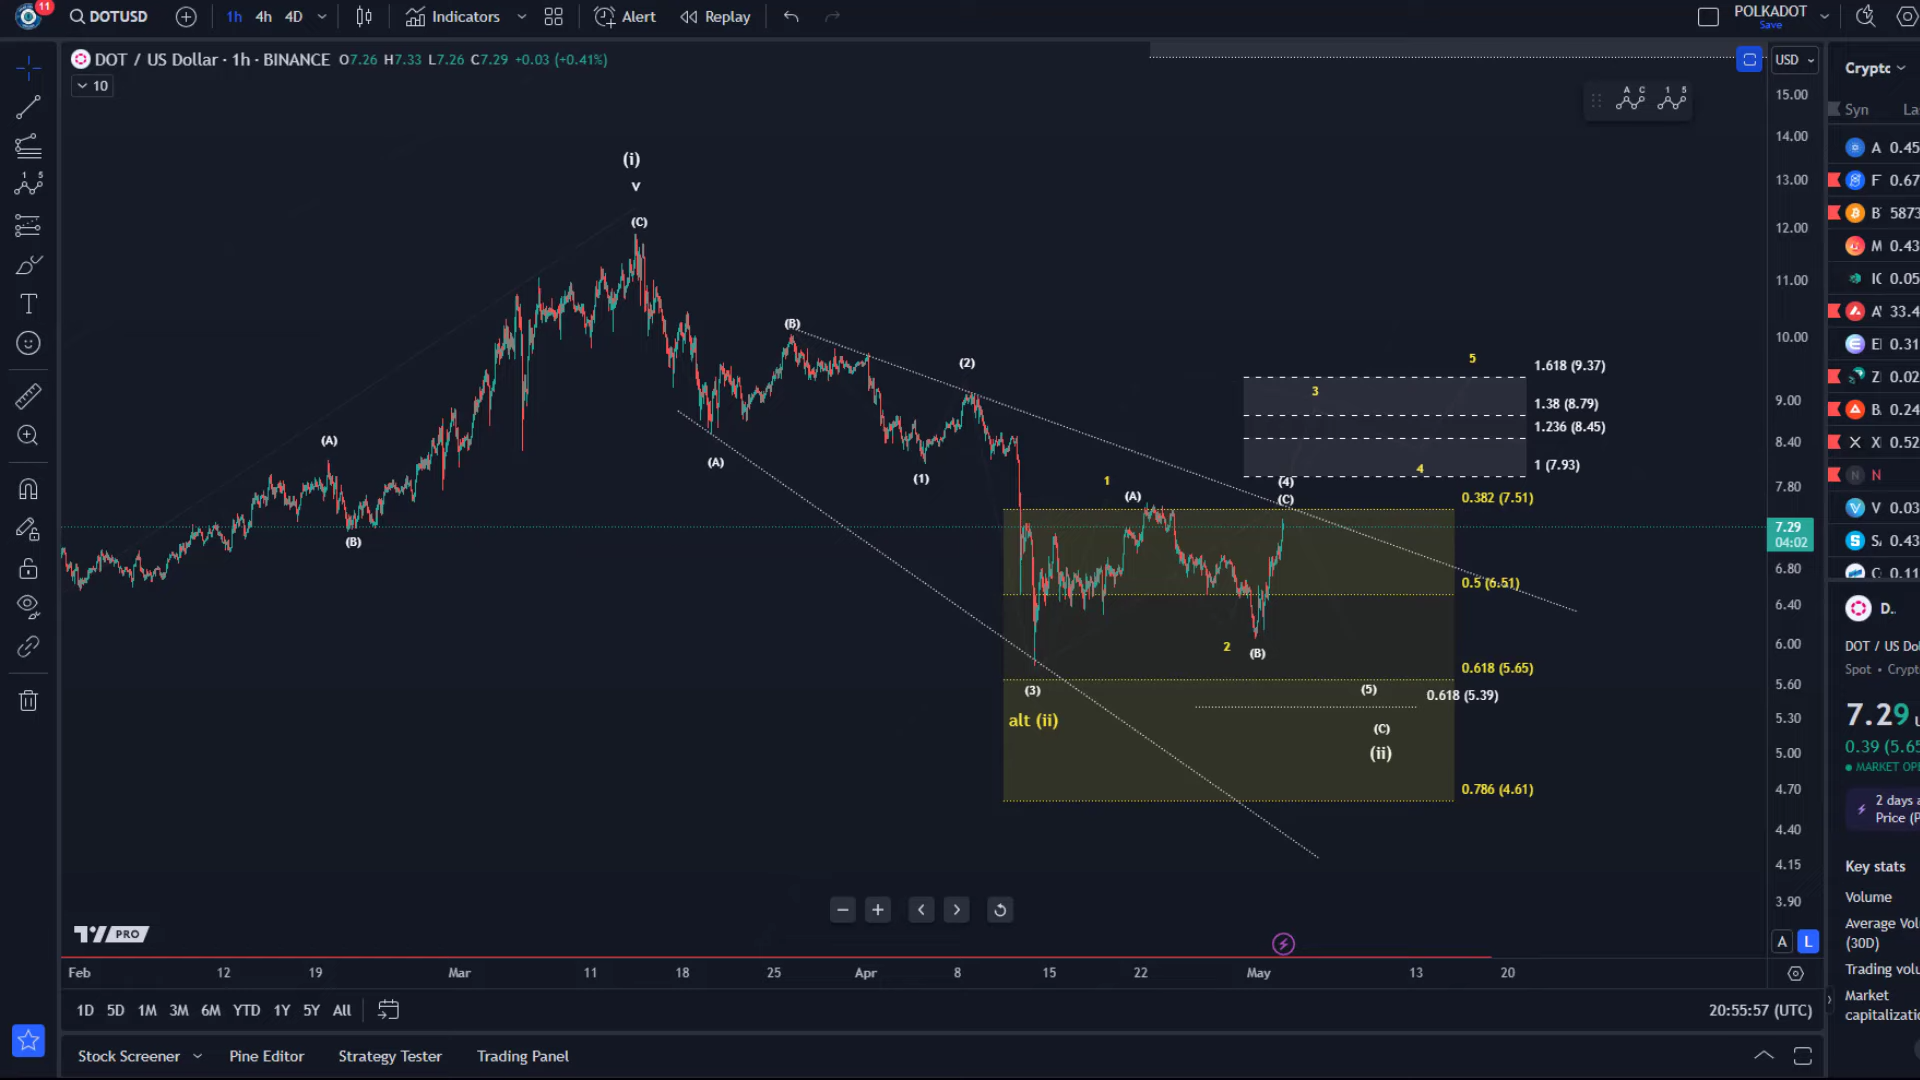 11
DOTUSD
1h 4h 4D
Indicators
Alert
Replay
POLKADOT
Save
DOT / US Dollar · 1h · BINANCE O7.26 H7.33 L7.26 C7.29 +0.03 (+0.41%)
10
USD
A C
1 5
15.00
14.00
13.00
12.00
11.00
10.00
9.00
8.40
7.80
7.29
04:02
6.80
6.40
6.00
5.60
5.30
5.00
4.70
4.40
4.15
3.90
(i)
v
(C)
(A)
(B)
(B)
(A)
(2)
(1)
1
(A)
(4)
(C)
2
(B)
(3)
alt (ii)
(5)
(C)
(ii)
3
5
4
1.618 (9.37)
1.38 (8.79)
1.236 (8.45)
1 (7.93)
0.382 (7.51)
0.5 (6.51)
0.618 (5.65)
0.618 (5.39)
0.786 (4.61)
PRO
A L
Feb 12 19 Mar 11 18 25 Apr 8 15 22 May 13 20
1D 5D 1M 3M 6M YTD 1Y 5Y All
20:55:57 (UTC)
Stock Screener
Pine Editor
Strategy Tester
Trading Panel
Crypto
Syn La
A 0.45
F 0.67
B 5873
M 0.43
IC 0.05
A 33.4
E 0.31
Z 0.02
B 0.24
X 0.52
N
V 0.03
S 0.43
C 0.11
D..
DOT / US Dol
Spot • Crypto
7.29
0.39 (5.65
MARKET OPE
2 days a
Price (P
Key stats
Volume
Average Vol
(30D)
Trading volu
Market
capitalizatio